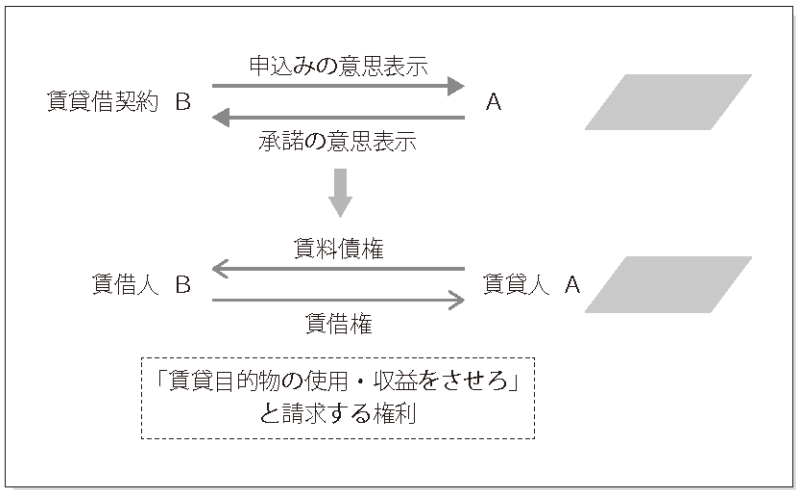 申込みの意思表示
賃貸借契約 B A
承諾の意思表示
賃料債権
賃借人 B 賃貸人 A
賃借権
「賃貸目的物の使用・収益をさせろ」
と請求する権利